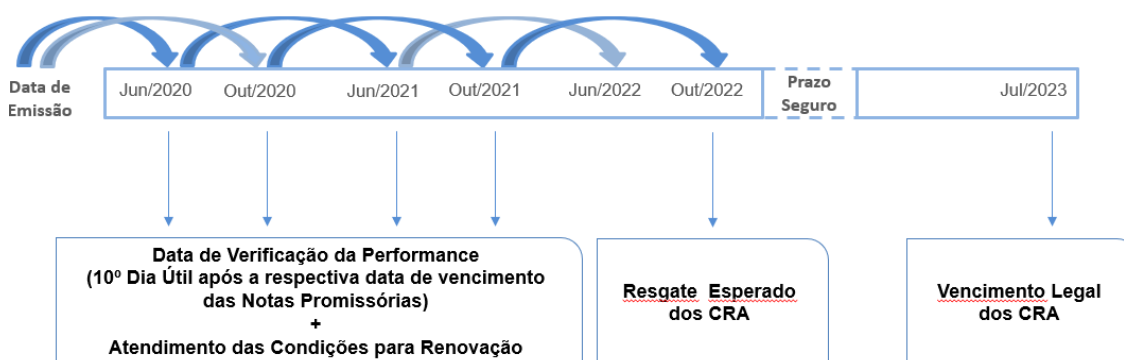 Data de
Emissão
Jun/2020
Out/2020
Jun/2021
Out/2021
Jun/2022
Out/2022
Prazo
Seguro
Jul/2023
Data de Verificação da Performance
(10º Dia Útil após a respectiva data de vencimento
das Notas Promissórias)
+
Atendimento das Condições para Renovação
Resgate Esperado
dos CRA
Vencimento Legal
dos CRA